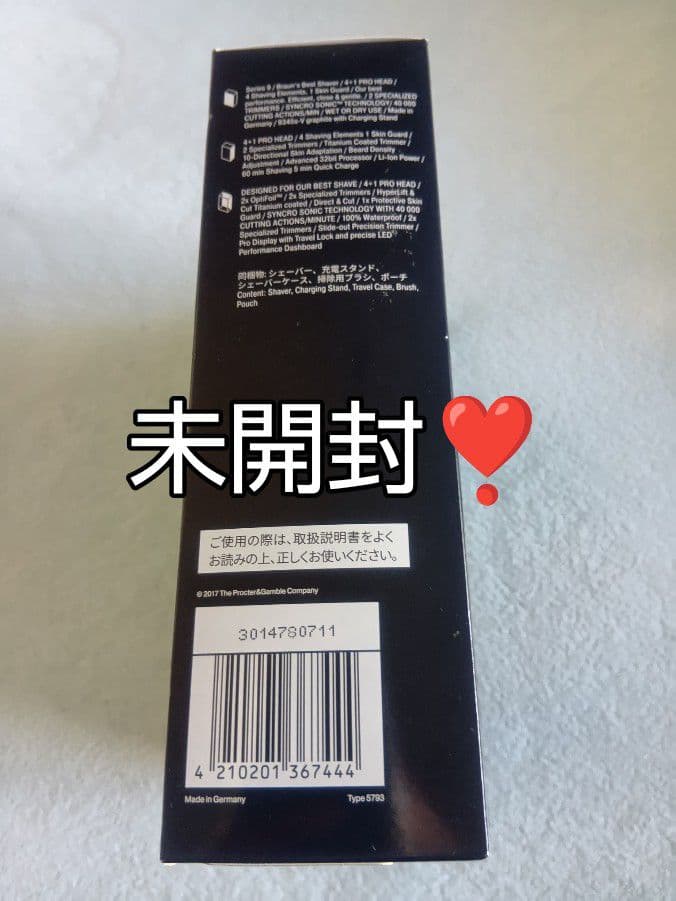 Series 9 / Braun's Best Shaver / 4+1 PRO HEAD /
4 Shaving Elements. 1 Skin Guard / Our best
performance. Efficient, close & gentle. / 2 SPECIALIZED
TRIMMERS / SYNCRO SONIC™ TECHNOLOGY/ 40 000
CUTTING ACTIONS/MIN / WET OR DRY USE / Made in
Germany / 9345s-V graphite with Charging Stand
4+1 PRO HEAD / 4 Shaving Elements 1 Skin Guard /
2 Specialized Trimmers / Titanium Coated Trimmer /
10-Directional Skin Adaptation / Beard Density
Adjustment / Advanced 32bit Processor / Li-Ion Power /
60 min Shaving 5 min Quick Charge
DESIGNED FOR OUR BEST SHAVE / 4+1 PRO HEAD /
2x OptiFoil™ / 2x Specialized Trimmers / HyperLift &
Cut Titanium coated / Direct & Cut / 1x Protective Skin
Guard / SYNCRO SONIC TECHNOLOGY WITH 40 000
CUTTING ACTIONS/MINUTE / 100% Waterproof / 2x
Specialized Trimmers / Slide-out Precision Trimmer /
Pro Display with Travel Lock and precise LED
Performance Dashboard
同梱物: シェーバー、充電スタンド、
シェーバーケース、掃除用ブラシ、ポーチ
Content: Shaver, Charging Stand, Travel Case, Brush,
Pouch
未開封❣️
ご使用の際は、取扱説明書をよく
お読みの上、正しくお使いください。
© 2017 The Procter&Gamble Company
3014780711
4 210201 367444
Made in Germany Type 5793